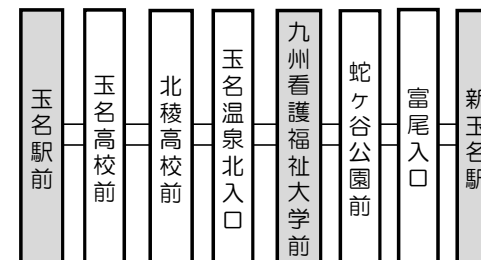 玉名駅前
玉名高校前
北稜高校前
玉名温泉北入口
九州看護福祉大学前
蛇ヶ谷公園前
富尾入口
新玉名駅